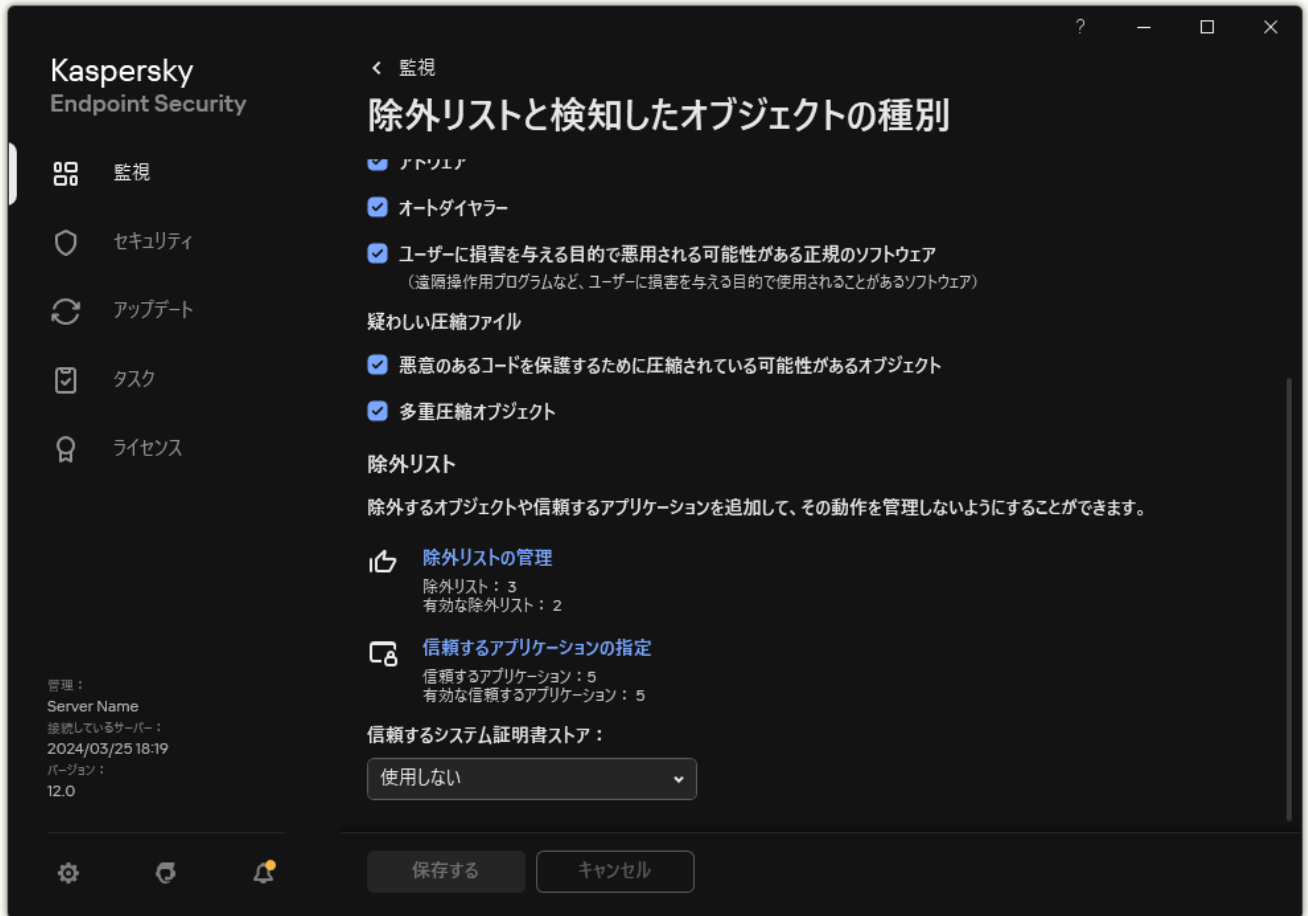 ?
Kaspersky
Endpoint Security
監視
セキュリティ
アップデート
タスク
ライセンス
管理：
Server Name
接続しているサーバー：
2024/03/25 18:19
バージョン：
12.0
監視
除外リストと検知したオブジェクトの種別
アドウェア
オートダイヤラー
ユーザーに損害を与える目的で悪用される可能性がある正規のソフトウェア
（遠隔操作用プログラムなど、ユーザーに損害を与える目的で使用されることがあるソフトウェア）
疑わしい圧縮ファイル
悪意のあるコードを保護するために圧縮されている可能性があるオブジェクト
多重圧縮オブジェクト
除外リスト
除外するオブジェクトや信頼するアプリケーションを追加して、その動作を管理しないようにすることができます。
除外リストの管理
除外リスト： 3
有効な除外リスト： 2
信頼するアプリケーションの指定
信頼するアプリケーション：5
有効な信頼するアプリケーション： 5
信頼するシステム証明書ストア：
使用しない
保存する
キャンセル